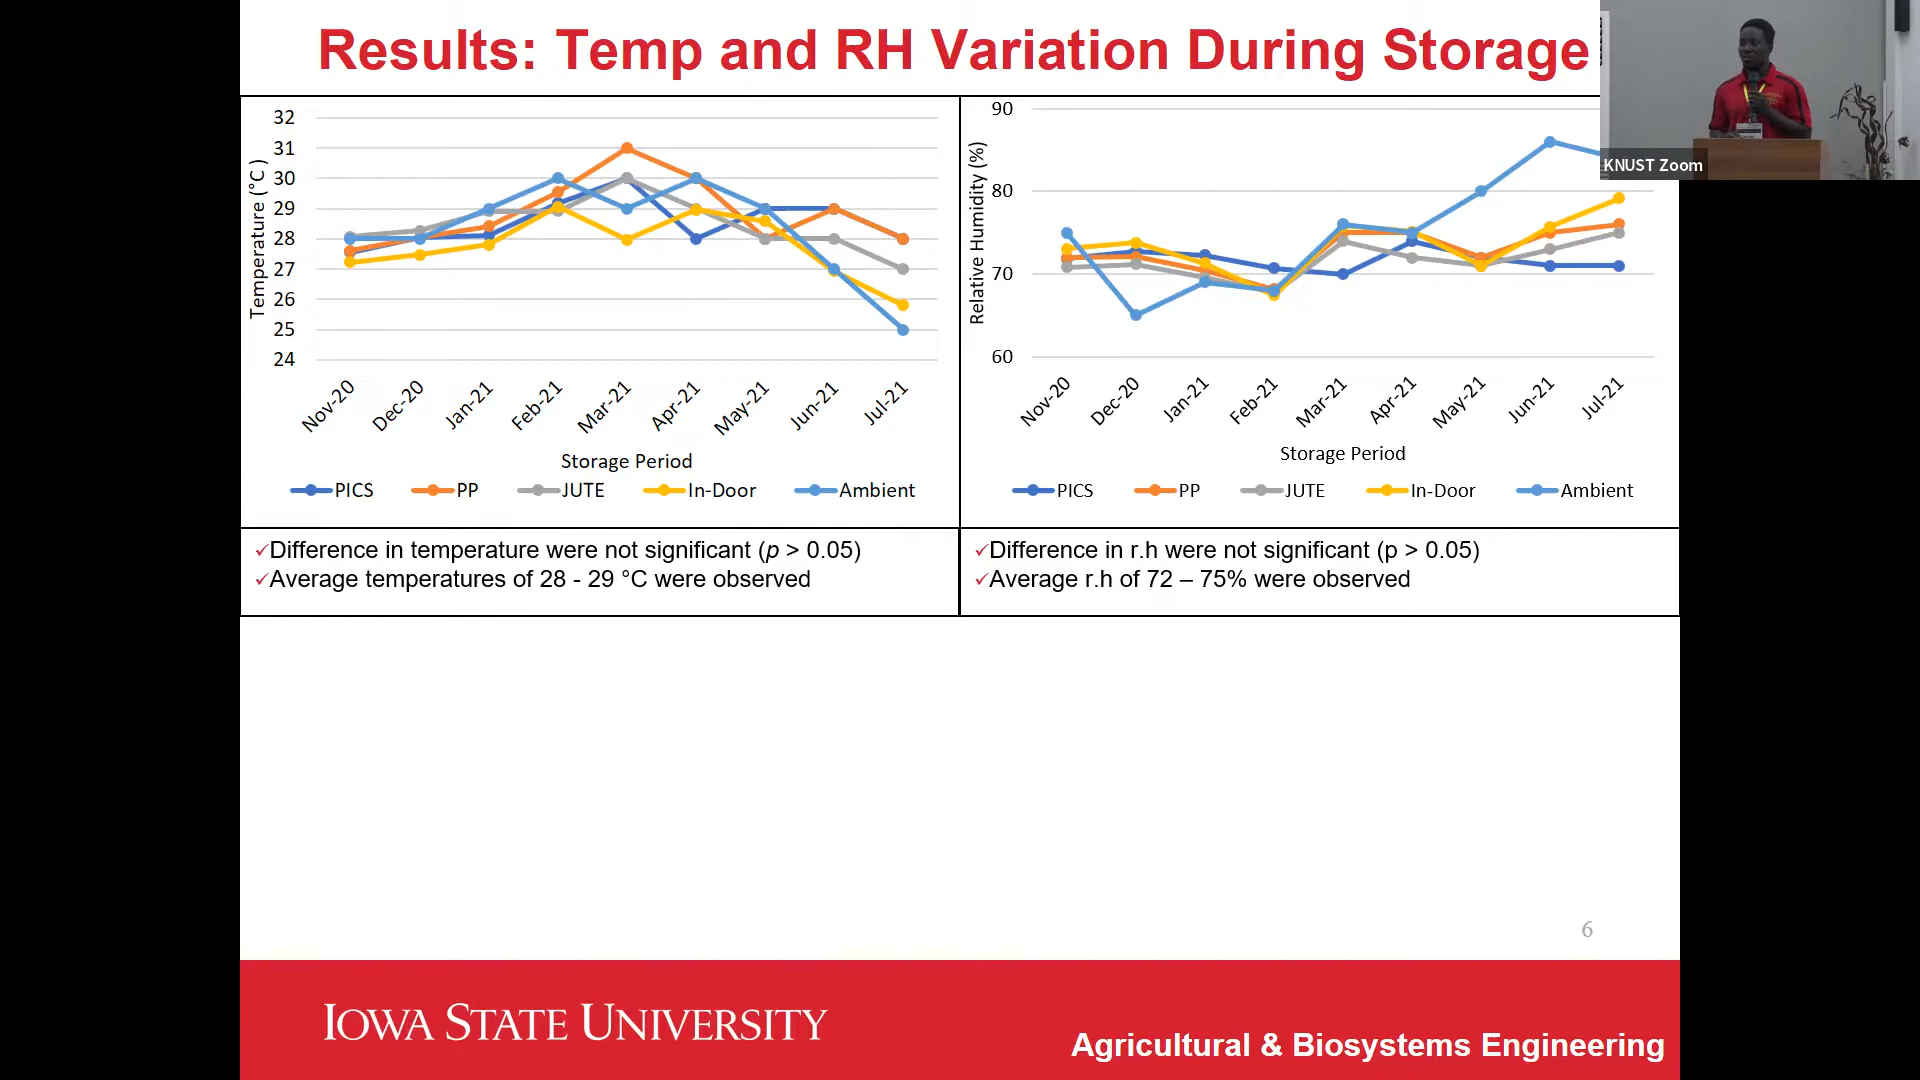 Results: Temp and RH Variation During Storage
KNUST Zoom
Temperature (°C )
32
31
30
29
28
27
26
25
24
Nov-20 Dec-20 Jan-21 Feb-21 Mar-21 Apr-21 May-21 Jun-21 Jul-21
Storage Period
PICS PP JUTE In-Door Ambient
Relative Humidity (%)
90
80
70
60
Nov-20 Dec-20 Jan-21 Feb-21 Mar-21 Apr-21 May-21 Jun-21 Jul-21
Storage Period
PICS PP JUTE In-Door Ambient
✓Difference in temperature were not significant (p > 0.05)
✓Average temperatures of 28 - 29 °C were observed
✓Difference in r.h were not significant (p > 0.05)
✓Average r.h of 72 – 75% were observed
6
IOWA STATE UNIVERSITY
Agricultural & Biosystems Engineering